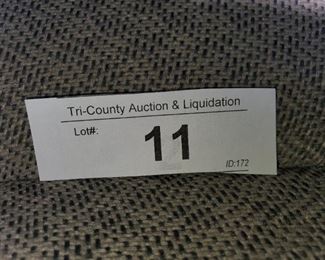 Tri-County Auction & Liquidation
Lot#:
11
ID:172